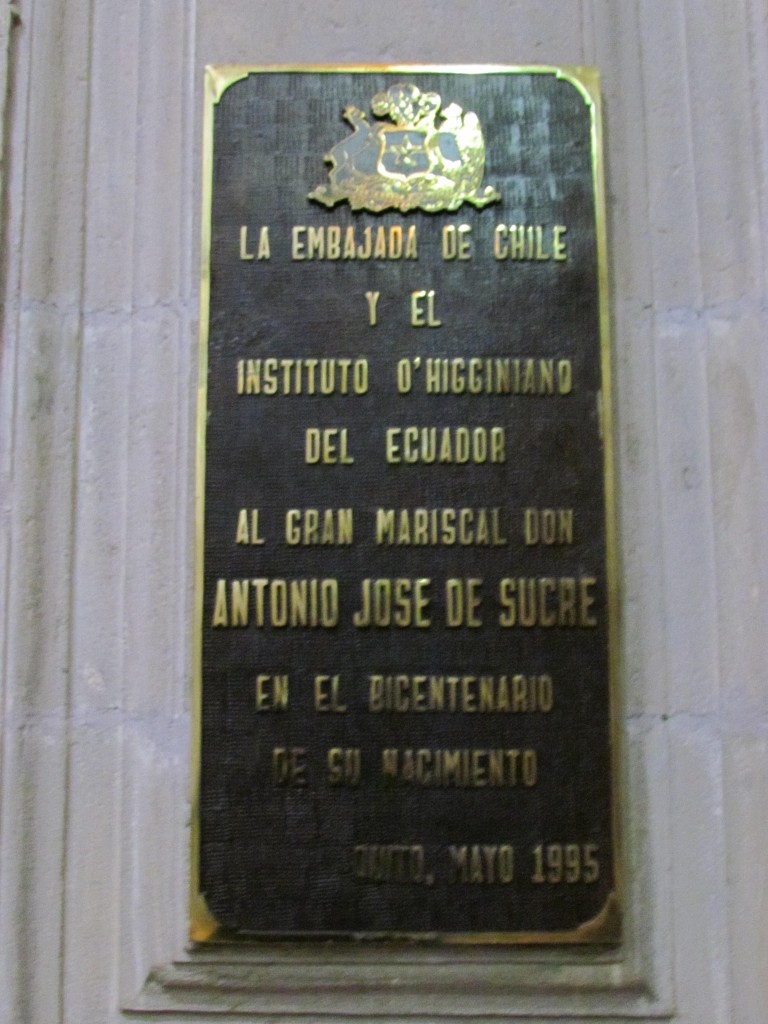 LA EMBAJADA DE CHILE
Y EL
INSTITUTO O'HIGGINIANO
DEL ECUADOR
AL GRAN MARISCAL DON
ANTONIO JOSE DE SUCRE
EN EL BICENTENARIO
DE SU NACIMIENTO
QUITO, MAYO 1995